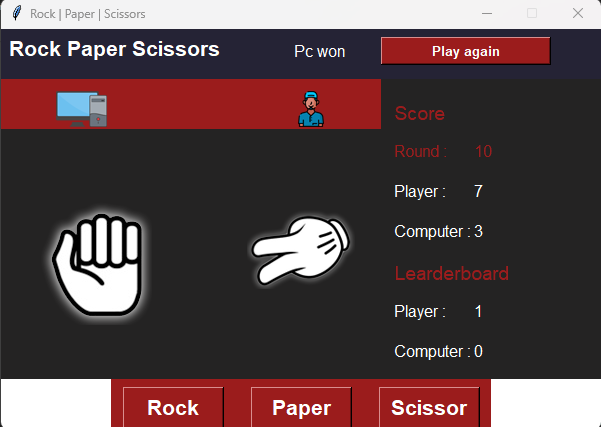 Rock | Paper | Scissors
Rock Paper Scissors Pc won Play again
Score
Round : 10
Player : 7
Computer : 3
Learderboard
Player : 1
Computer : 0
Rock Paper Scissor